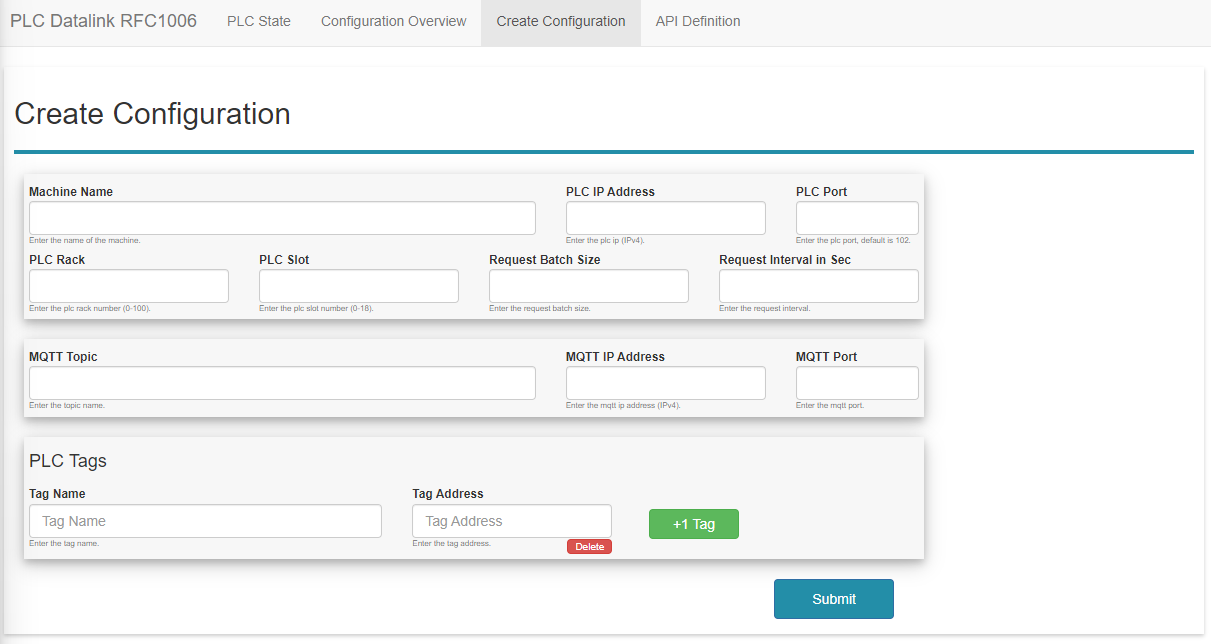 PLC Datalink RFC1006 PLC State Configuration Overview Create Configuration API Definition
Create Configuration
Machine Name PLC IP Address PLC Port
Enter the name of the machine. Enter the plc ip (IPv4). Enter the plc port, default is 102.
PLC Rack PLC Slot Request Batch Size Request Interval in Sec
Enter the plc rack number (0-100). Enter the plc slot number (0-18). Enter the request batch size. Enter the request interval.
MQTT Topic MQTT IP Address MQTT Port
Enter the topic name. Enter the mqtt ip address (IPv4). Enter the mqtt port.
PLC Tags
Tag Name Tag Address
Tag Name Tag Address +1 Tag
Enter the tag name. Enter the tag address. Delete
Submit